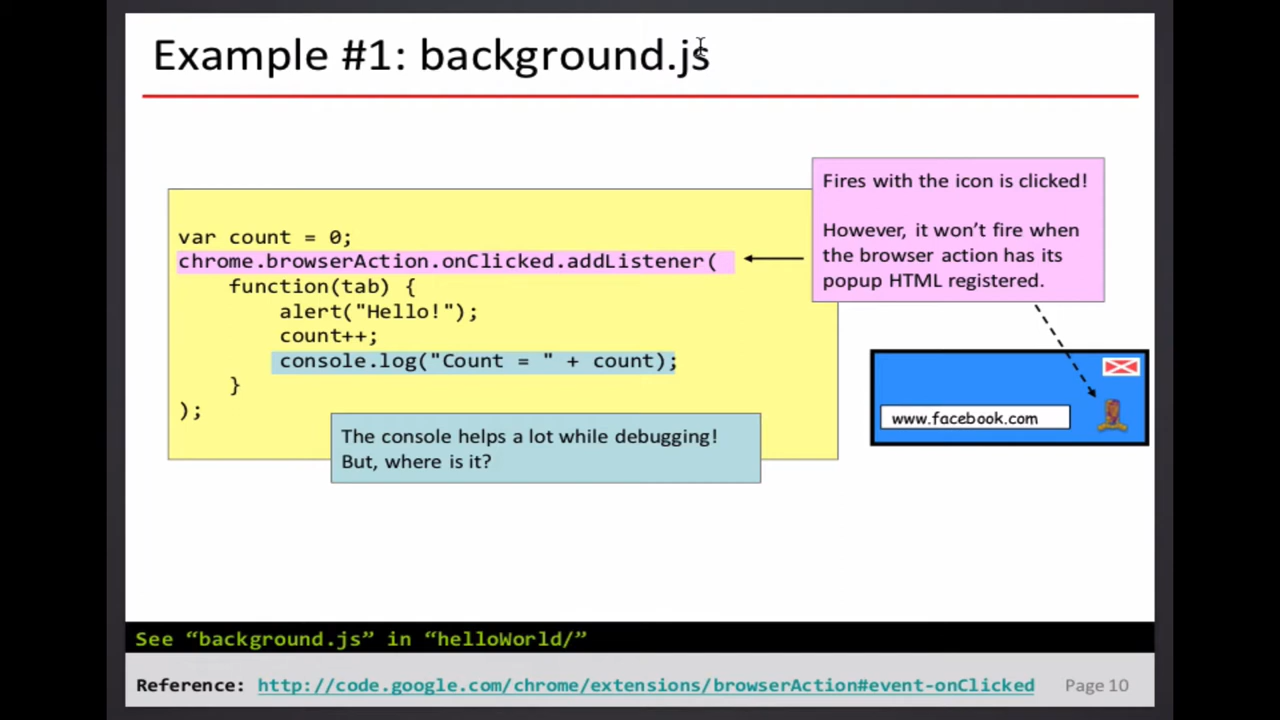 Example #1: background.js
Fires with the icon is clicked!
However, it won’t fire when
the browser action has its
popup HTML registered.
var count = 0;
chrome.browserAction.onClicked.addListener(
function(tab) {
alert("Hello!");
count++;
console.log("Count = " + count);
}
);
The console helps a lot while debugging!
But, where is it?
www.facebook.com
See “background.js” in “helloWorld/”
Reference: http://code.google.com/chrome/extensions/browserAction#event-onClicked
Page 10